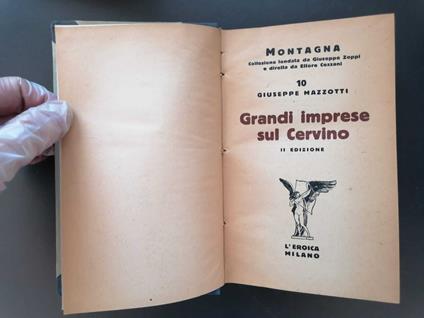 MONTAGNA
Collezione fondata da Giuseppe Zoppi
e diretta da Ettore Cozzani
10
GIUSEPPE MAZZOTTI
Grandi imprese
sul Cervino
II EDIZIONE
L'EROICA
MILANO